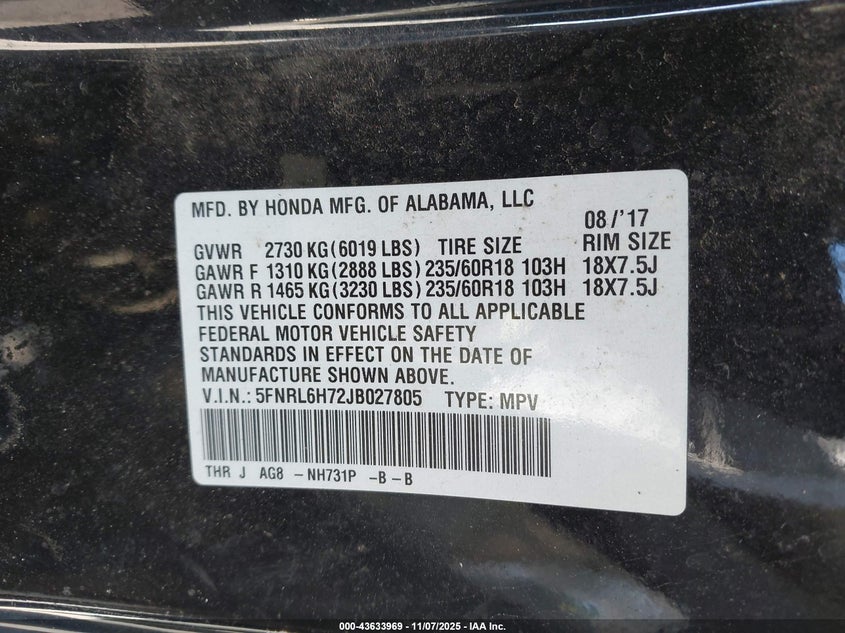 MFD. BY HONDA MFG. OF ALABAMA, LLC 08/'17
GVWR 2730 KG(6019 LBS) TIRE SIZE RIM SIZE
GAWR F 1310 KG(2888 LBS) 235/60R18 103H 18X7.5J
GAWR R 1465 KG(3230 LBS) 235/60R18 103H 18X7.5J
THIS VEHICLE CONFORMS TO ALL APPLICABLE
FEDERAL MOTOR VEHICLE SAFETY
STANDARDS IN EFFECT ON THE DATE OF
MANUFACTURE SHOWN ABOVE.
V.I.N.: 5FNRL6H72JB027805 TYPE: MPV
THR J AG8 - NH731P -B-B
000-43633969 - 11/07/2025 - IAA Inc.